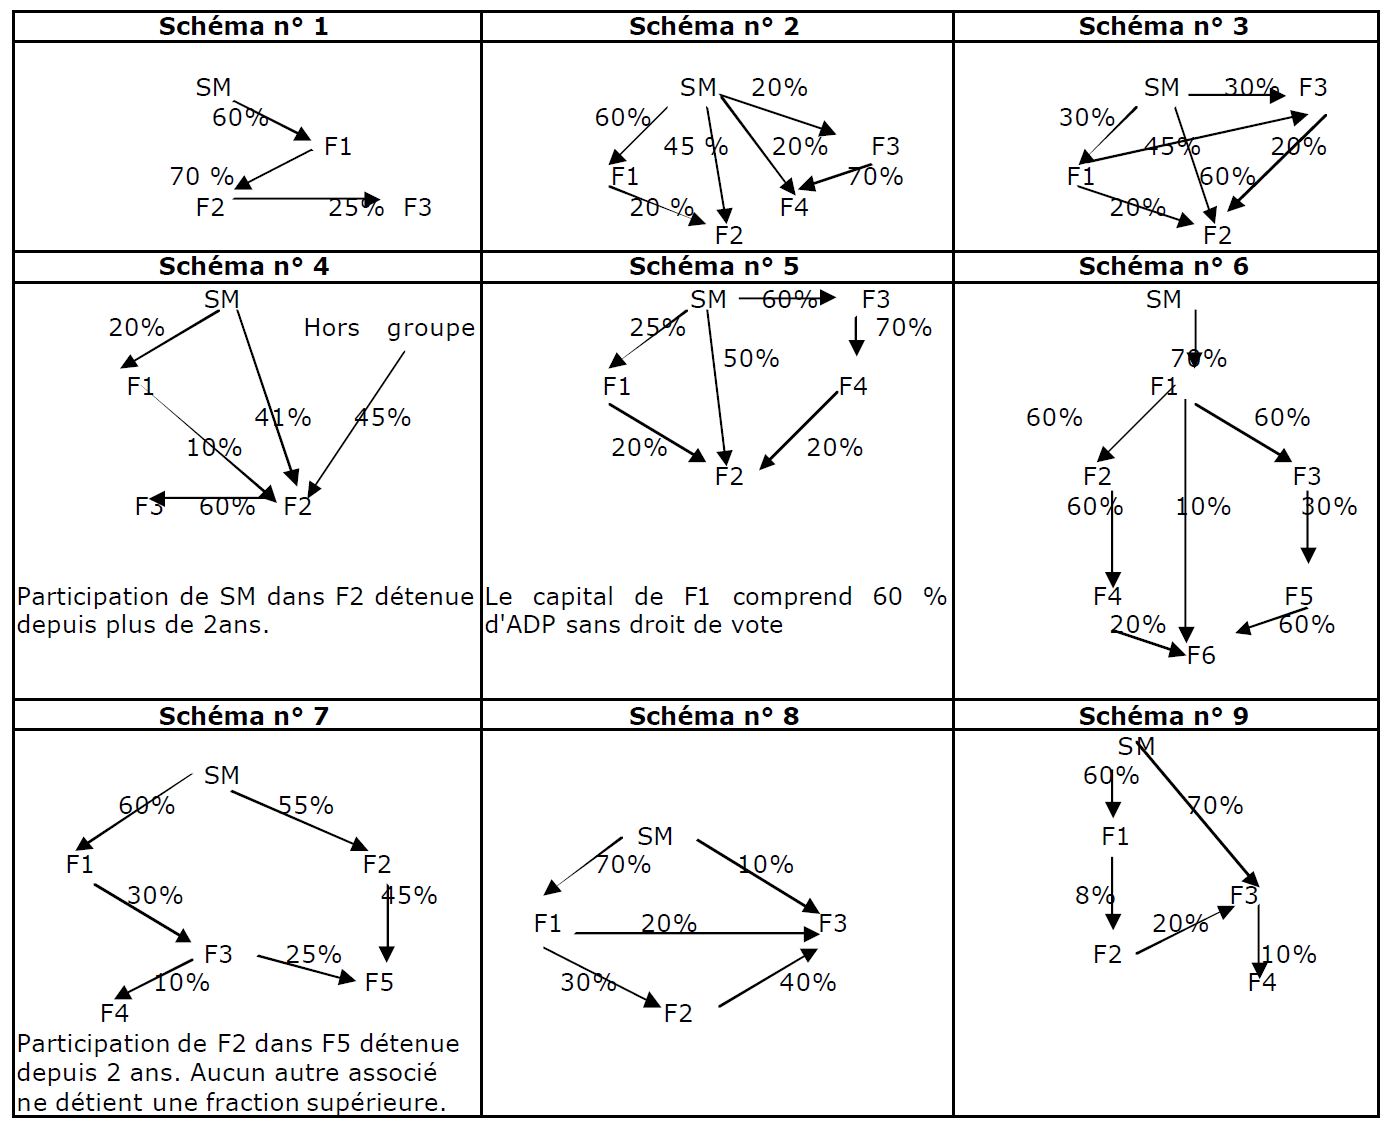 Schéma n° 1
Schéma n° 2
Schéma n° 3
SM
60%
F1
70 %
F2
25%
F3
SM
20%
60%
45 %
20%
F3
F1
70%
20 %
F4
F2
SM
30%
F3
30%
45%
20%
F1
60%
20%
F2
Schéma n° 4
Schéma n° 5
Schéma n° 6
SM
20%
Hors groupe
F1
41%
45%
10%
F3
60%
F2
Participation de SM dans F2 détenue
depuis plus de 2ans.
SM
60%
F3
25%
70%
50%
F1
F4
20%
20%
F2
Le capital de F1 comprend 60 %
d'ADP sans droit de vote
SM
70%
F1
60%
60%
F2
F3
60%
10%
30%
F4
F5
20%
60%
F6
Schéma n° 7
Schéma n° 8
Schéma n° 9
SM
60%
55%
F1
F2
30%
45%
F3
25%
10%
F5
F4
Participation de F2 dans F5 détenue
depuis 2 ans. Aucun autre associé
ne détient une fraction supérieure.
SM
70%
10%
F1
20%
F3
30%
40%
F2
SM
60%
70%
F1
8%
F3
20%
F2
10%
F4